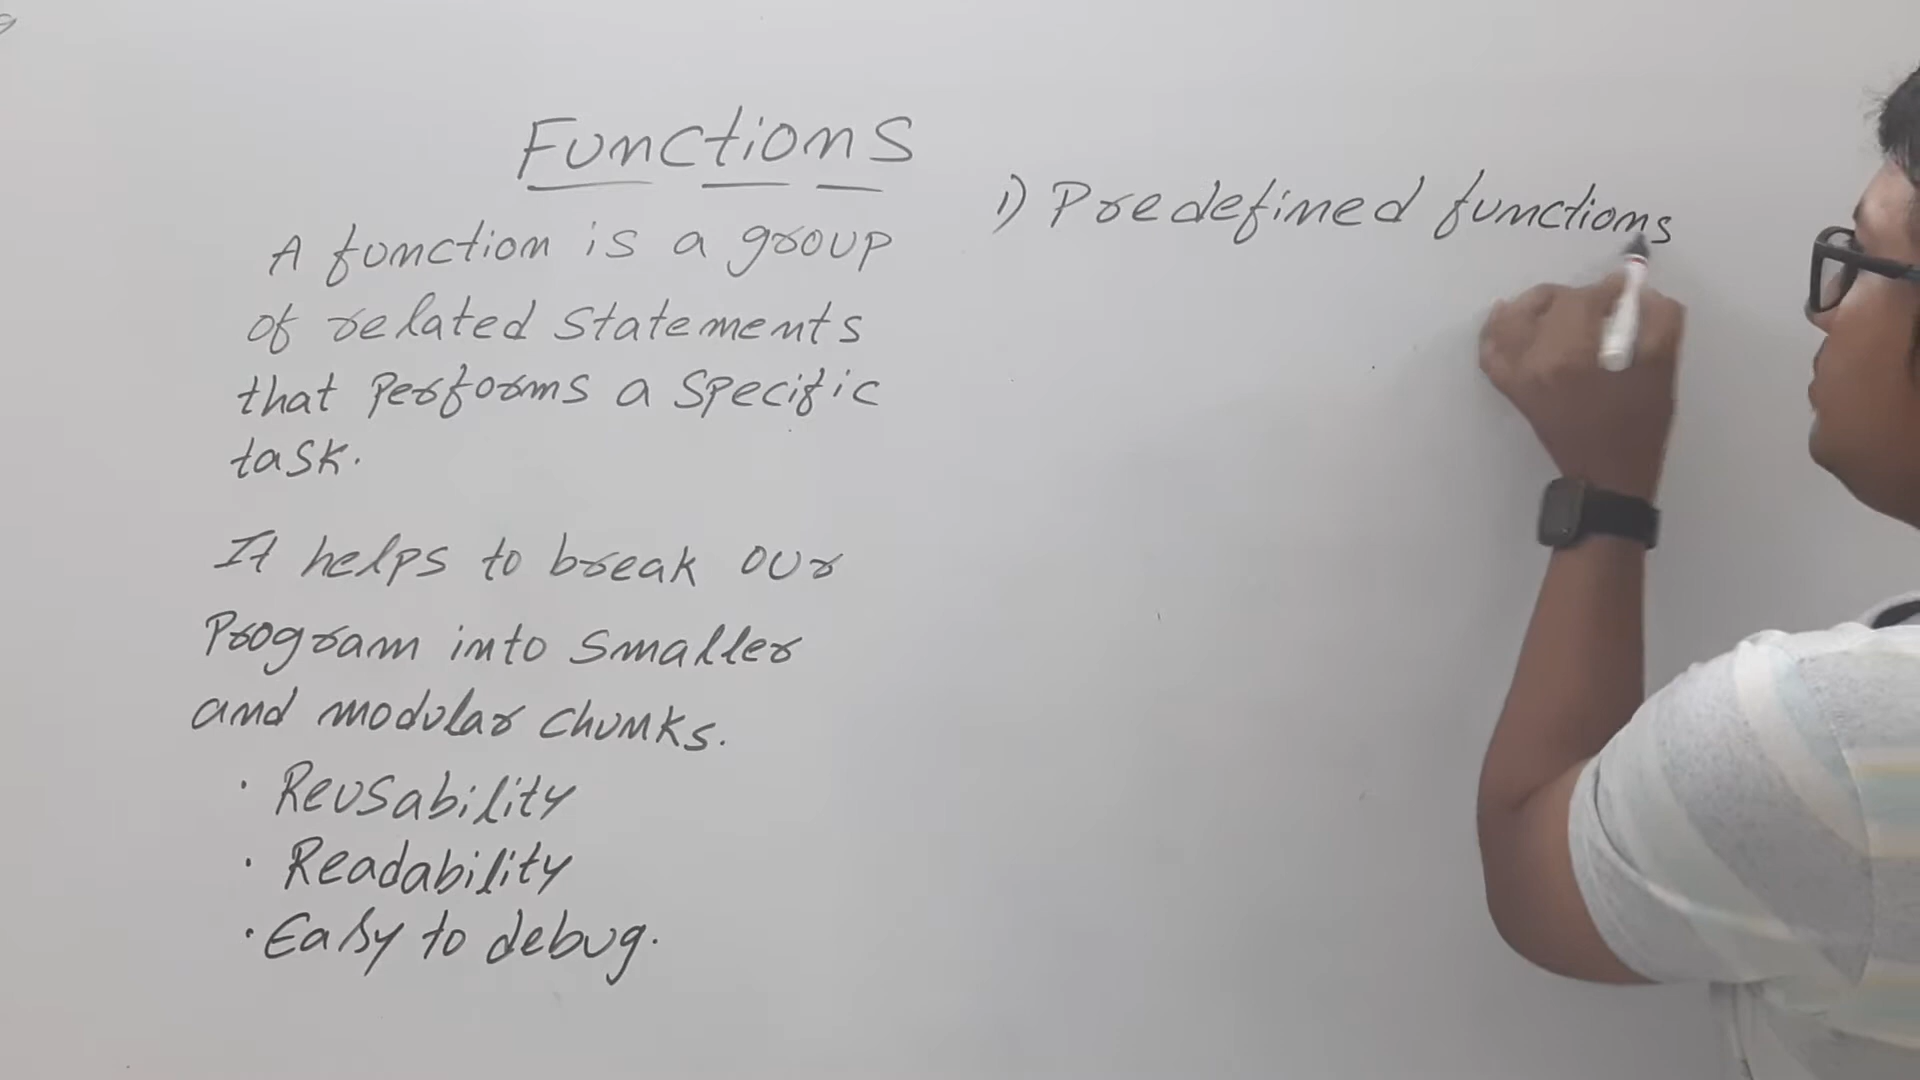 Functions
A function is a group
of related statements
that performs a specific
task.
It helps to break our
Program into smaller
and modular chunks.
· Reusability
· Readability
· Easy to debug.
1) Predefined functions